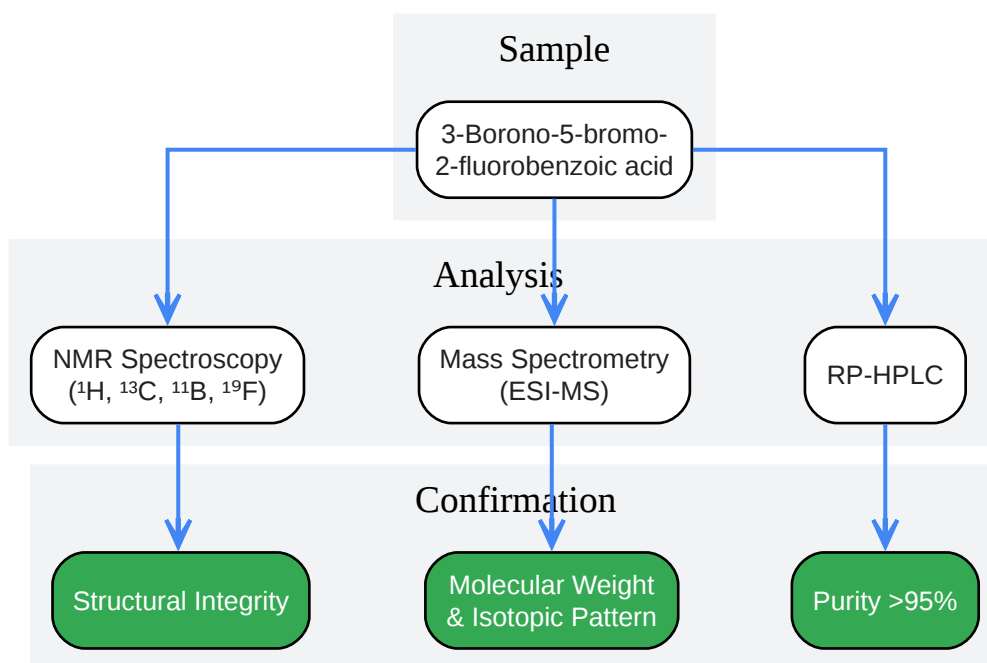 Sample
3-Borono-5-bromo-
2-fluorobenzoic acid
Analysis
NMR Spectroscopy
(¹H, ¹³C, ¹¹B, ¹⁹F)
Mass Spectrometry
(ESI-MS)
RP-HPLC
Confirmation
Structural Integrity
Molecular Weight
& Isotopic Pattern
Purity >95%